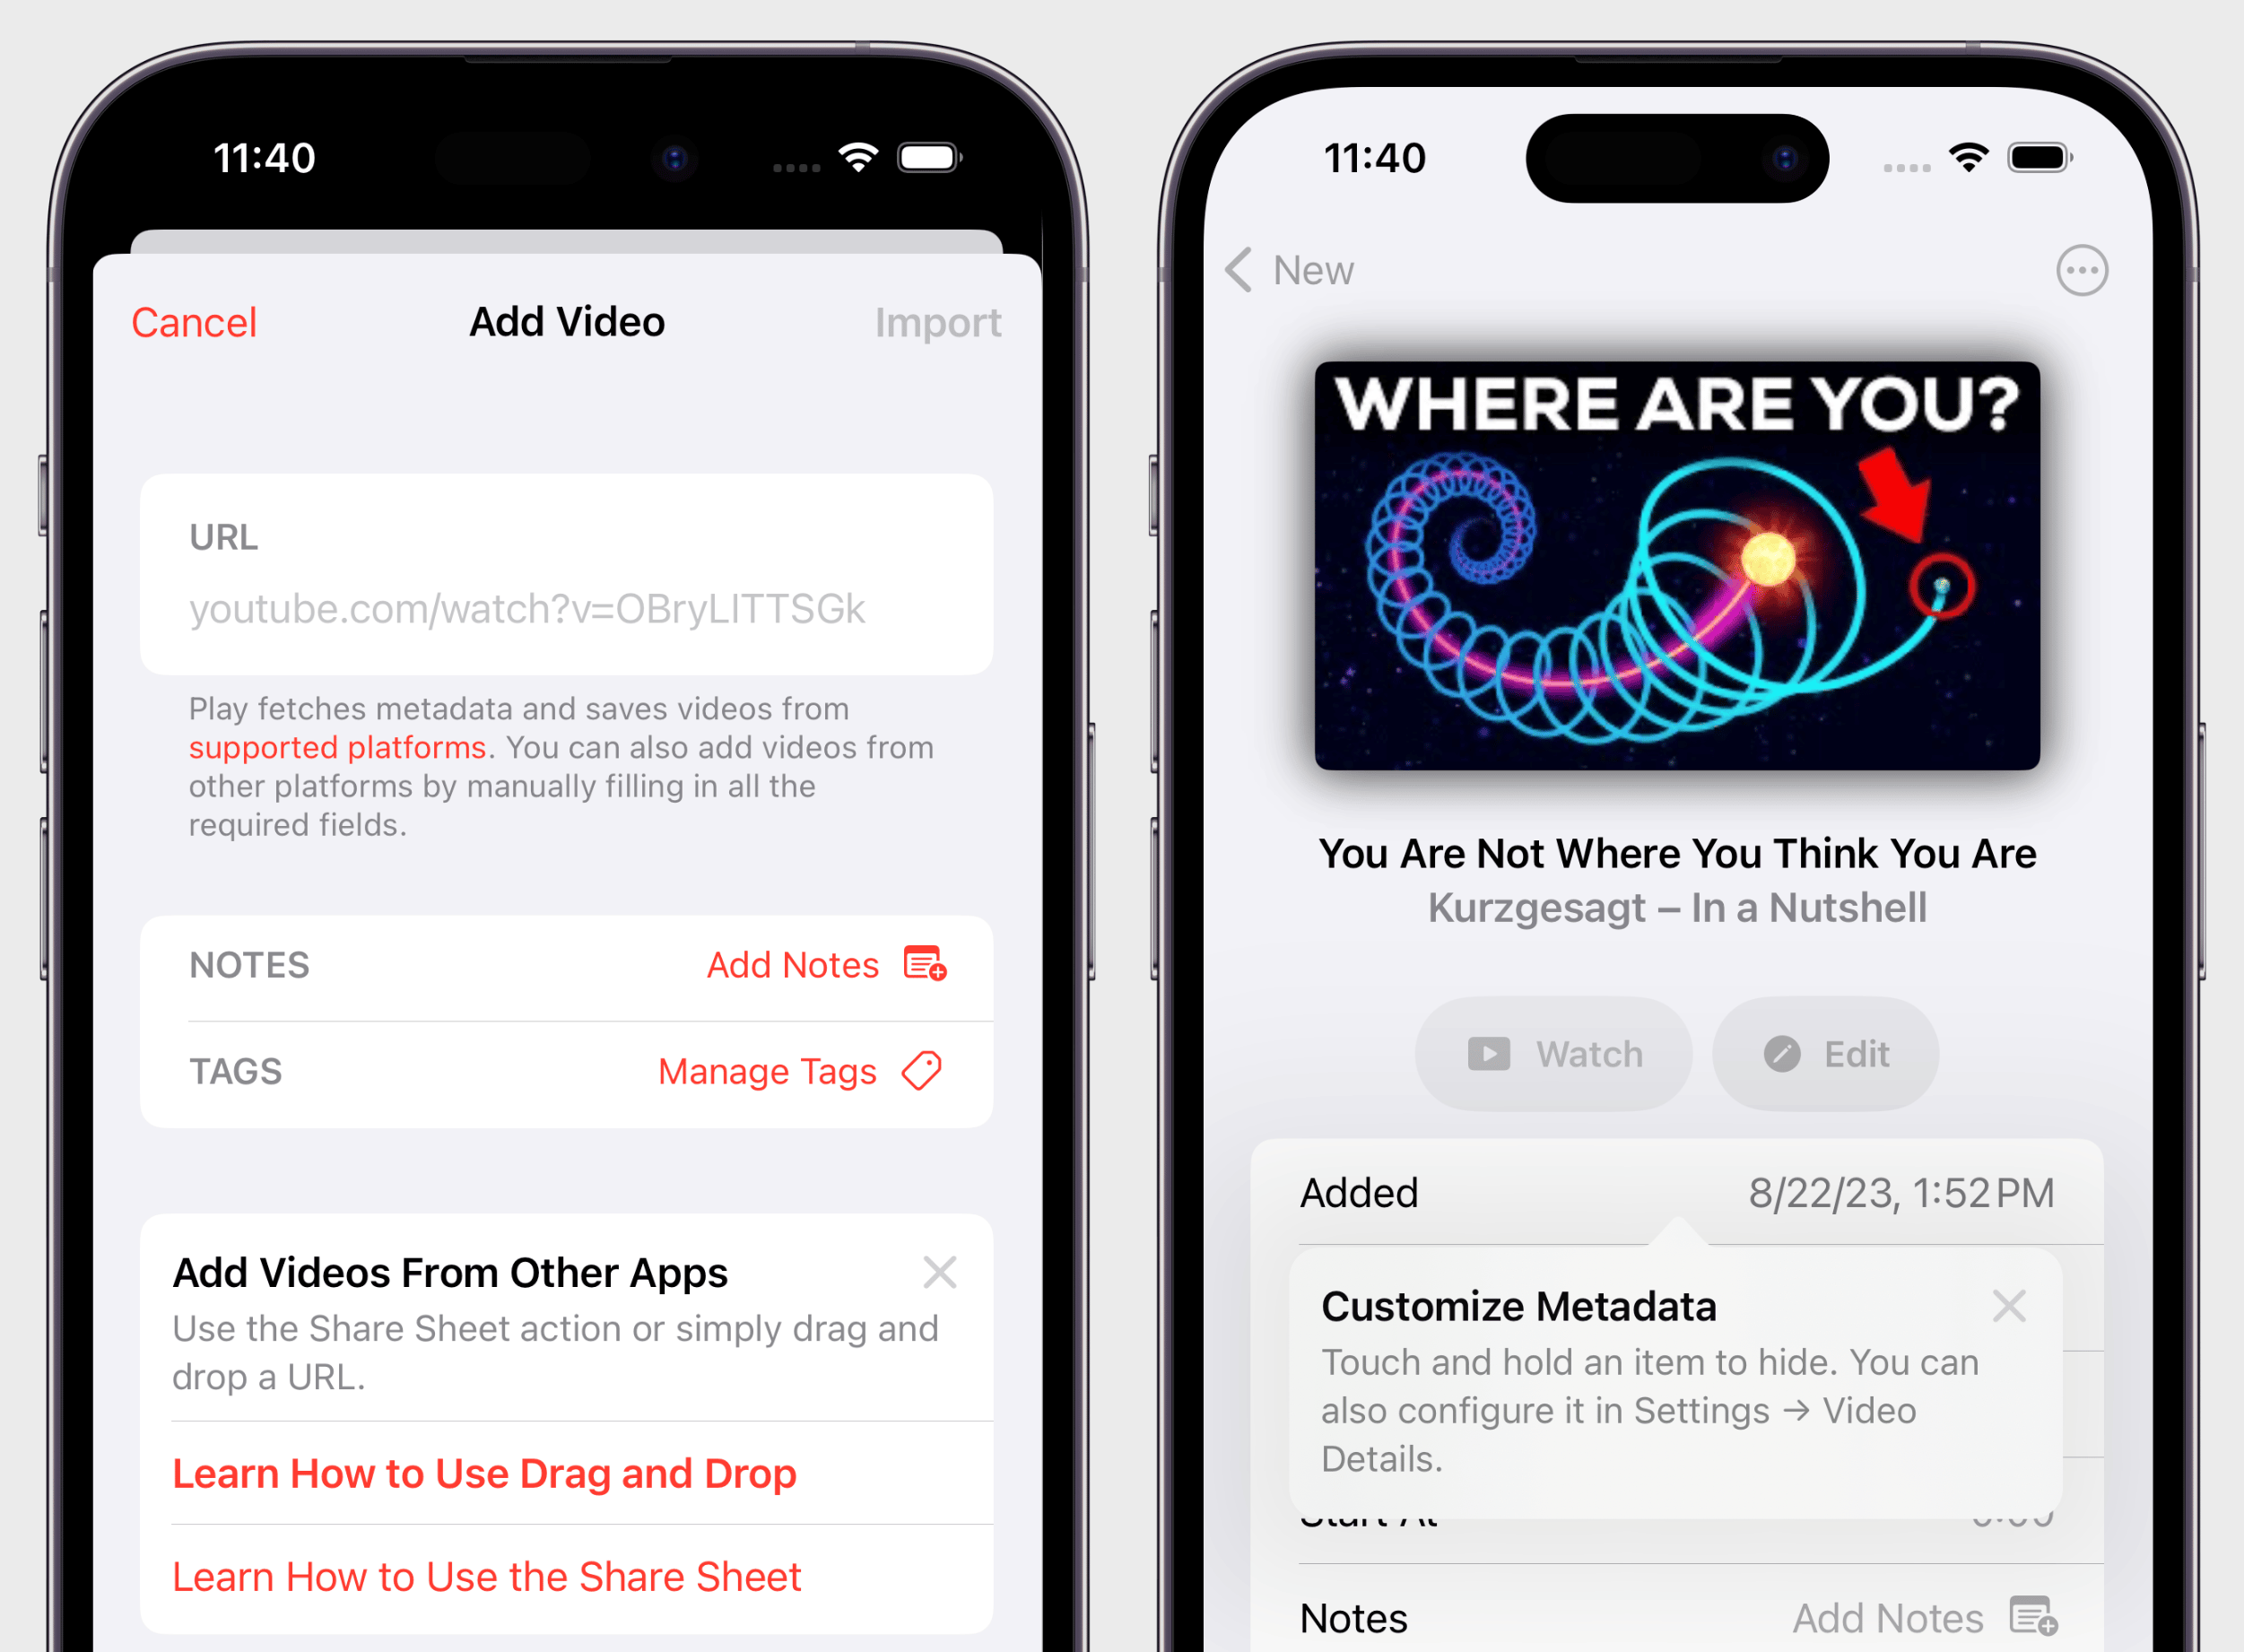 11:40
Cancel
Add Video
Import
URL
youtube.com/watch?v=OBryLITTSGk
Play fetches metadata and saves videos from
supported platforms. You can also add videos from
other platforms by manually filling in all the
required fields.
NOTES
Add Notes
TAGS
Manage Tags
Add Videos From Other Apps
Use the Share Sheet action or simply drag and
drop a URL.
Learn How to Use Drag and Drop
Learn How to Use the Share Sheet
11:40
New
WHERE ARE YOU?
You Are Not Where You Think You Are
Kurzgesagt – In a Nutshell
Watch
Edit
Added
8/22/23, 1:52 PM
Customize Metadata
Touch and hold an item to hide. You can
also configure it in Settings → Video
Details.
Start At
Notes
Add Notes